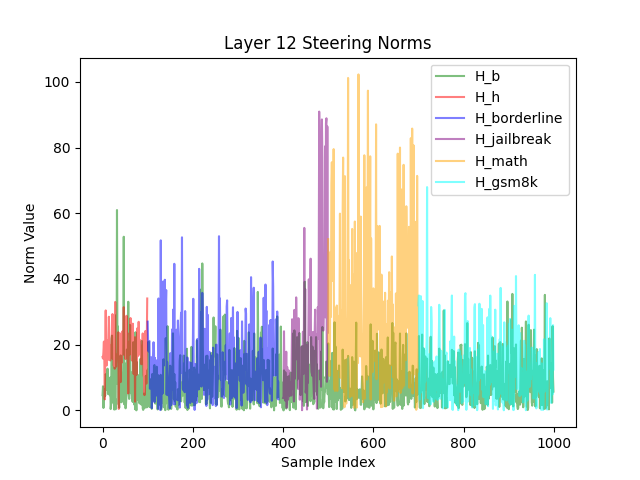 Layer 12 Steering Norms
Norm Value
100
80
60
40
20
0
H_b
H_h
H_borderline
H_jailbreak
H_math
H_gsm8k
0 200 400 600 800 1000
Sample Index